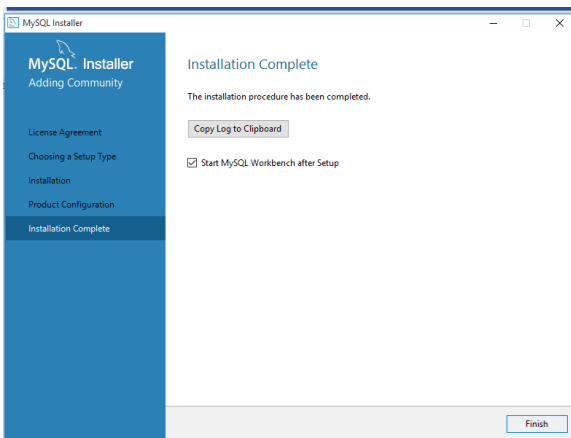 MySQL Installer
MySQL. Installer
Adding Community
License Agreement
Choosing a Setup Type
Installation
Product Configuration
Installation Complete
Installation Complete
The installation procedure has been completed.
Copy Log to Clipboard
Start MySQL Workbench after Setup
Finish